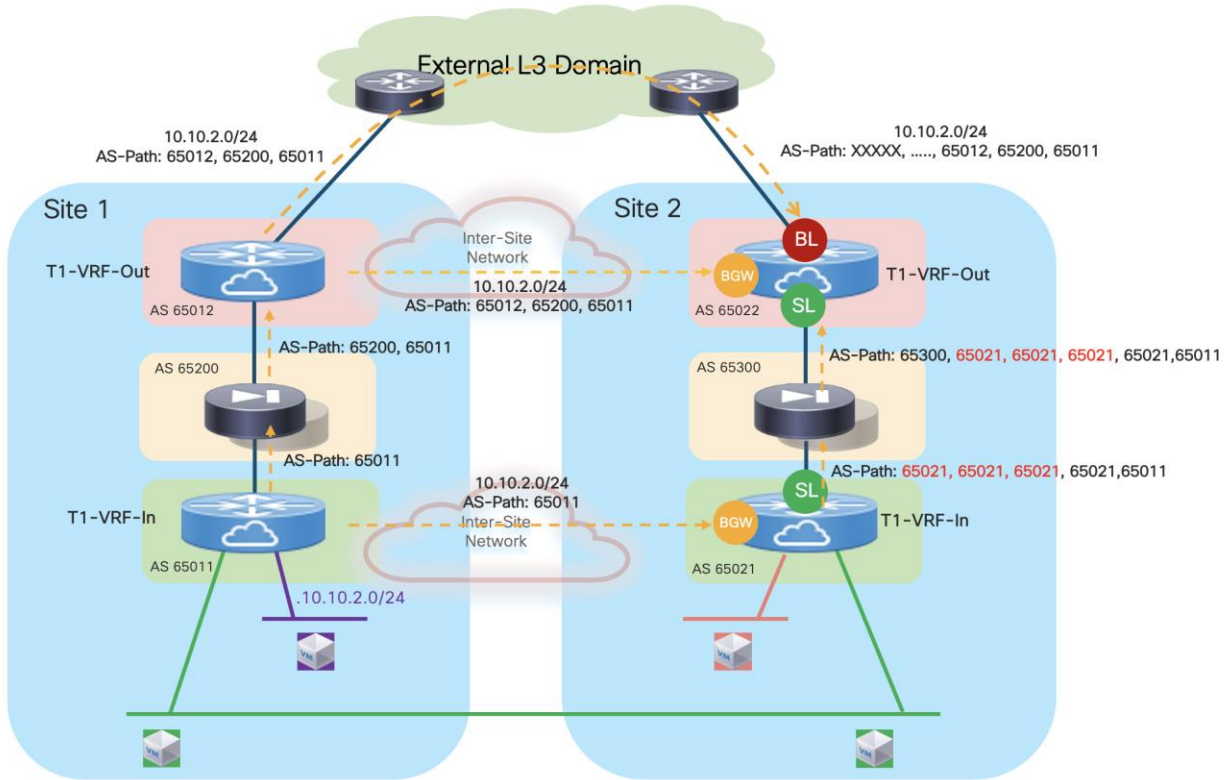 External L3 Domain
10.10.2.0/24
AS-Path: 65012, 65200, 65011
10.10.2.0/24
AS-Path: XXXXX, ....., 65012, 65200, 65011
Site 1
Site 2
T1-VRF-Out
AS 65012
Inter-Site
Network
10.10.2.0/24
AS-Path: 65012, 65200, 65011
BL
BGW
SL
T1-VRF-Out
AS 65022
AS-Path: 65200, 65011
AS 65200
AS-Path: 65300, 65021, 65021, 65021, 65021,65011
AS 65300
AS-Path: 65011
AS-Path: 65021, 65021, 65021, 65021,65011
T1-VRF-In
AS 65011
10.10.2.0/24
AS-Path: 65011
Inter-Site
Network
SL
BGW
T1-VRF-In
AS 65021
.10.10.2.0/24
VM
VM
VM
VM